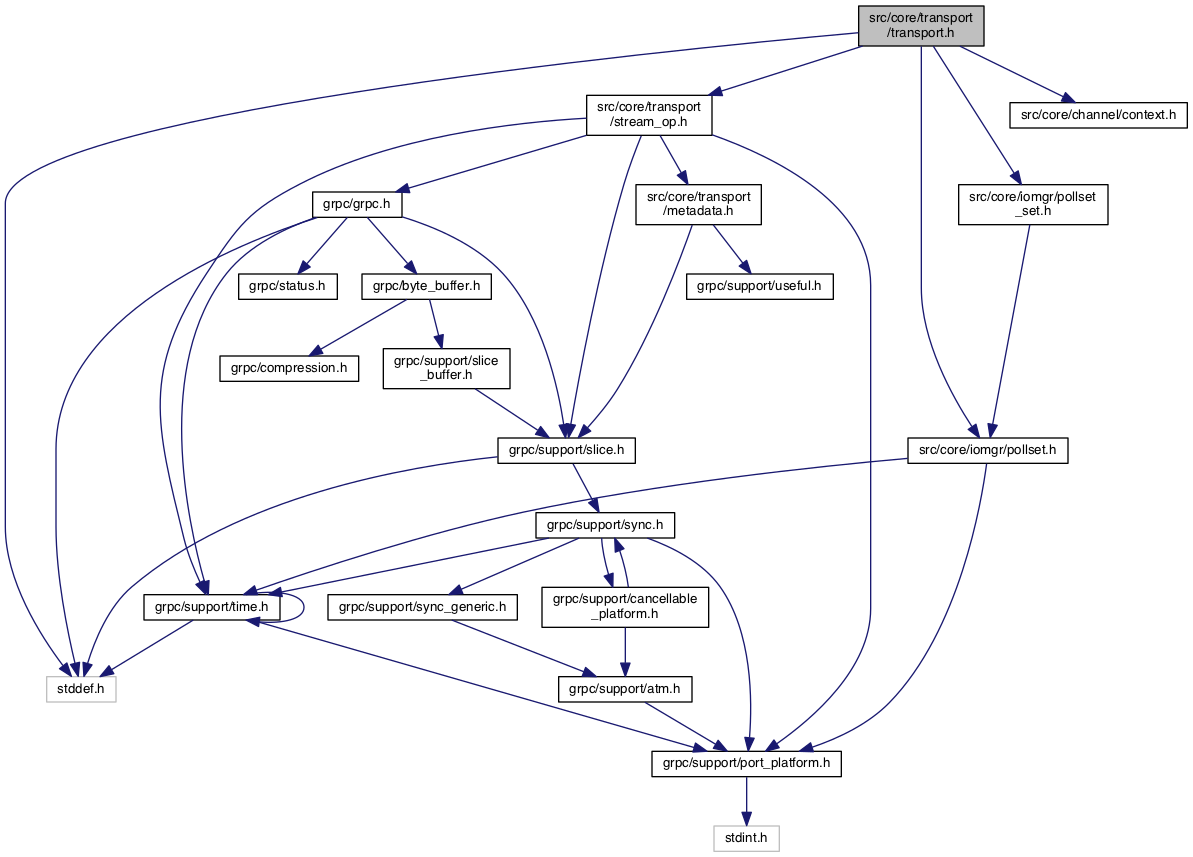 src/core/transport
/transport.h
src/core/transport
/stream_op.h
src/core/channel/context.h
grpc/grpc.h
src/core/transport
/metadata.h
src/core/iomgr/pollset
_set.h
grpc/status.h
grpc/byte_buffer.h
grpc/support/useful.h
grpc/compression.h
grpc/support/slice
_buffer.h
grpc/support/slice.h
src/core/iomgr/pollset.h
grpc/support/sync.h
grpc/support/time.h
grpc/support/sync_generic.h
grpc/support/cancellable
_platform.h
stddef.h
grpc/support/atm.h
grpc/support/port_platform.h
stdint.h